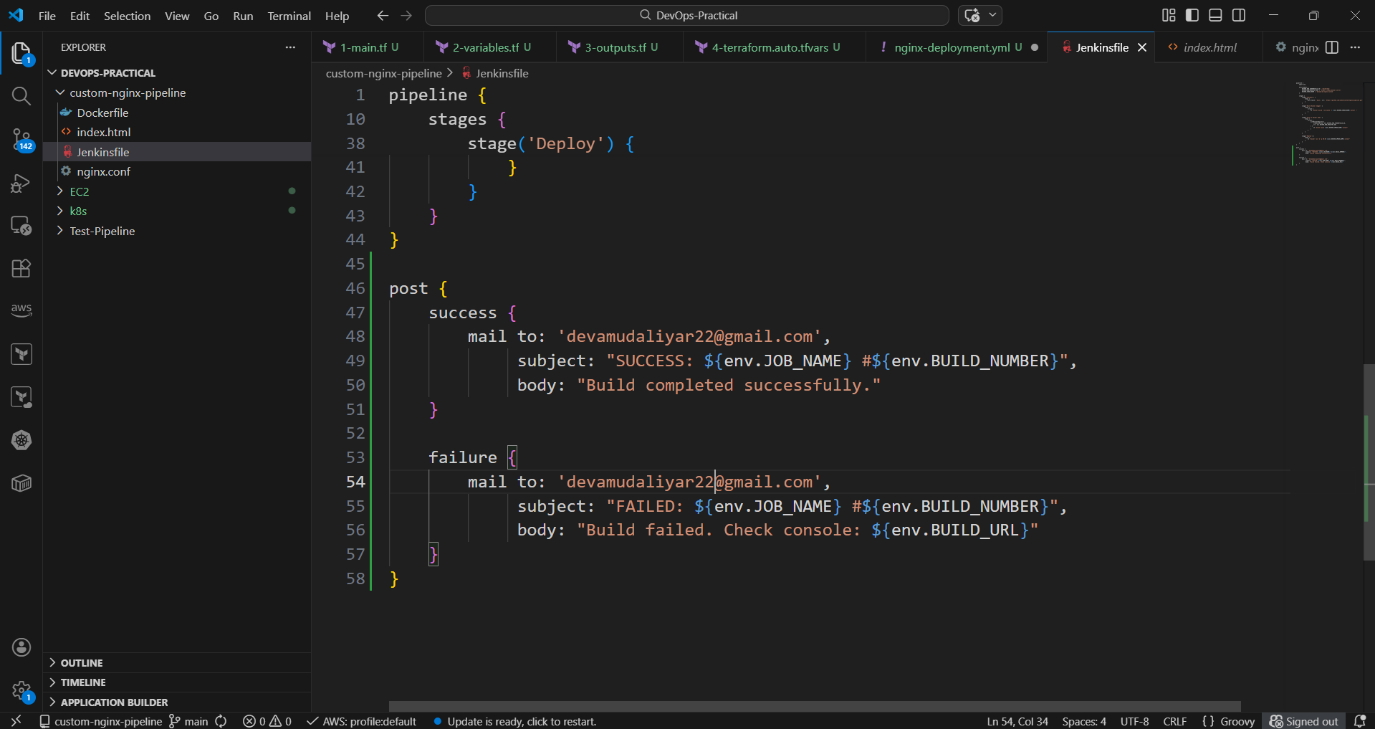 File Edit Selection View Go Run Terminal Help
DevOps-Practical
EXPLORER
1-main.tf U
2-variables.tf U
3-outputs.tf U
4-terraform.auto.tfvars U
! nginx-deployment.yml U
Jenkinsfile
index.html
nginx
DEVOPS-PRACTICAL
custom-nginx-pipeline
Dockerfile
index.html
Jenkinsfile
nginx.conf
EC2
k8s
Test-Pipeline
1
142
aws
1
OUTLINE
TIMELINE
APPLICATION BUILDER
custom-nginx-pipeline > Jenkinsfile
1 pipeline {
10 stages {
38 stage('Deploy') {
41 }
42 }
43 }
44 }
45
46 post {
47 success {
48 mail to: 'devamudaliyar22@gmail.com',
49 subject: "SUCCESS: ${env.JOB_NAME} #${env.BUILD_NUMBER}",
50 body: "Build completed successfully."
51 }
52
53 failure {
54 mail to: 'devamudaliyar22@gmail.com',
55 subject: "FAILED: ${env.JOB_NAME} #${env.BUILD_NUMBER}",
56 body: "Build failed. Check console: ${env.BUILD_URL}"
57 }
58 }
custom-nginx-pipeline main 0 0 AWS: profile:default Update is ready, click to restart. Ln 54, Col 34 Spaces: 4 UTF-8 CRLF { } Groovy Signed out